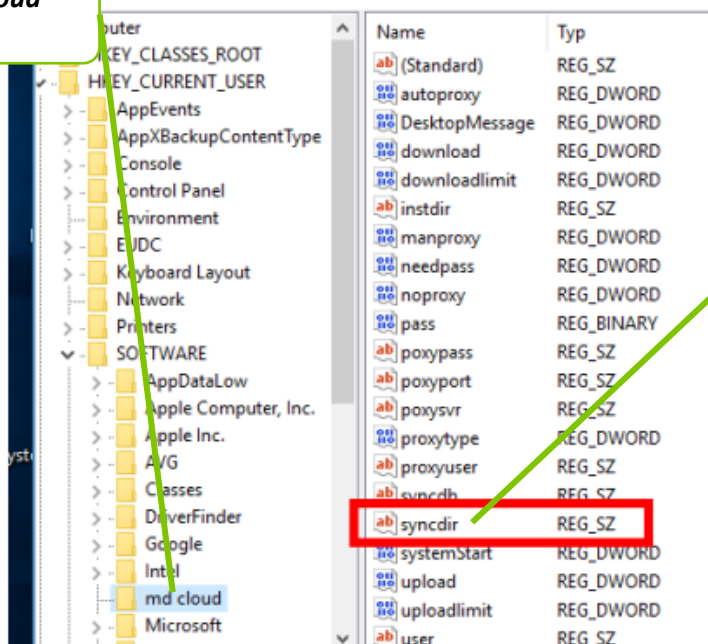 HKEY_CLASSES_ROOT
HKEY_CURRENT_USER
AppEvents
AppXBackupContentType
Console
Control Panel
Environment
EUDC
Keyboard Layout
Network
Printers
SOFTWARE
AppDataLow
Apple Computer, Inc.
Apple Inc.
AVG
Classes
DriverFinder
Google
Intel
md cloud
Microsoft
Name Typ
(Standard) REG_SZ
autoproxy REG_DWORD
DesktopMessage REG_DWORD
download REG_DWORD
downloadlimit REG_DWORD
instdir REG_SZ
manproxy REG_DWORD
needpass REG_DWORD
noproxy REG_DWORD
pass REG_BINARY
poxypass REG_SZ
poxyport REG_SZ
poxysvr REG_SZ
proxytype REG_DWORD
proxyuser REG_SZ
syncdb REG_SZ
syncdir REG_SZ
systemStart REG_DWORD
upload REG_DWORD
uploadlimit REG_DWORD
user REG_SZ